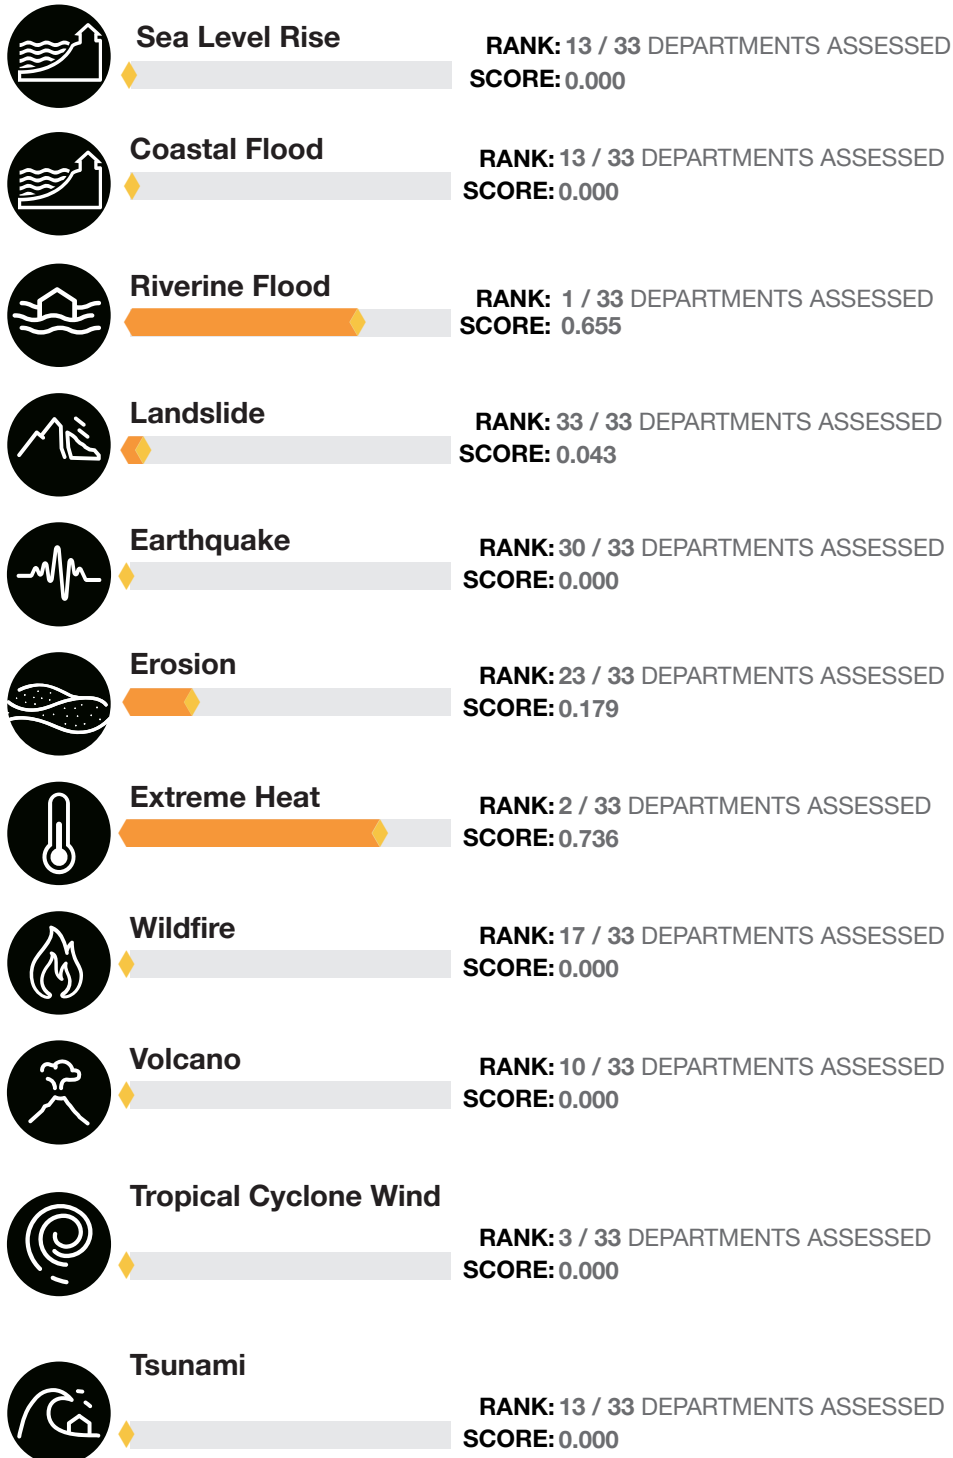 Sea Level Rise
RANK: 13 / 33 DEPARTMENTS ASSESSED
SCORE: 0.000
Coastal Flood
RANK: 13 / 33 DEPARTMENTS ASSESSED
SCORE: 0.000
Riverine Flood
RANK: 1 / 33 DEPARTMENTS ASSESSED
SCORE: 0.655
Landslide
RANK: 33 / 33 DEPARTMENTS ASSESSED
SCORE: 0.043
Earthquake
RANK: 30 / 33 DEPARTMENTS ASSESSED
SCORE: 0.000
Erosion
RANK: 23 / 33 DEPARTMENTS ASSESSED
SCORE: 0.179
Extreme Heat
RANK: 2 / 33 DEPARTMENTS ASSESSED
SCORE: 0.736
Wildfire
RANK: 17 / 33 DEPARTMENTS ASSESSED
SCORE: 0.000
Volcano
RANK: 10 / 33 DEPARTMENTS ASSESSED
SCORE: 0.000
Tropical Cyclone Wind
RANK: 3 / 33 DEPARTMENTS ASSESSED
SCORE: 0.000
Tsunami
RANK: 13 / 33 DEPARTMENTS ASSESSED
SCORE: 0.000